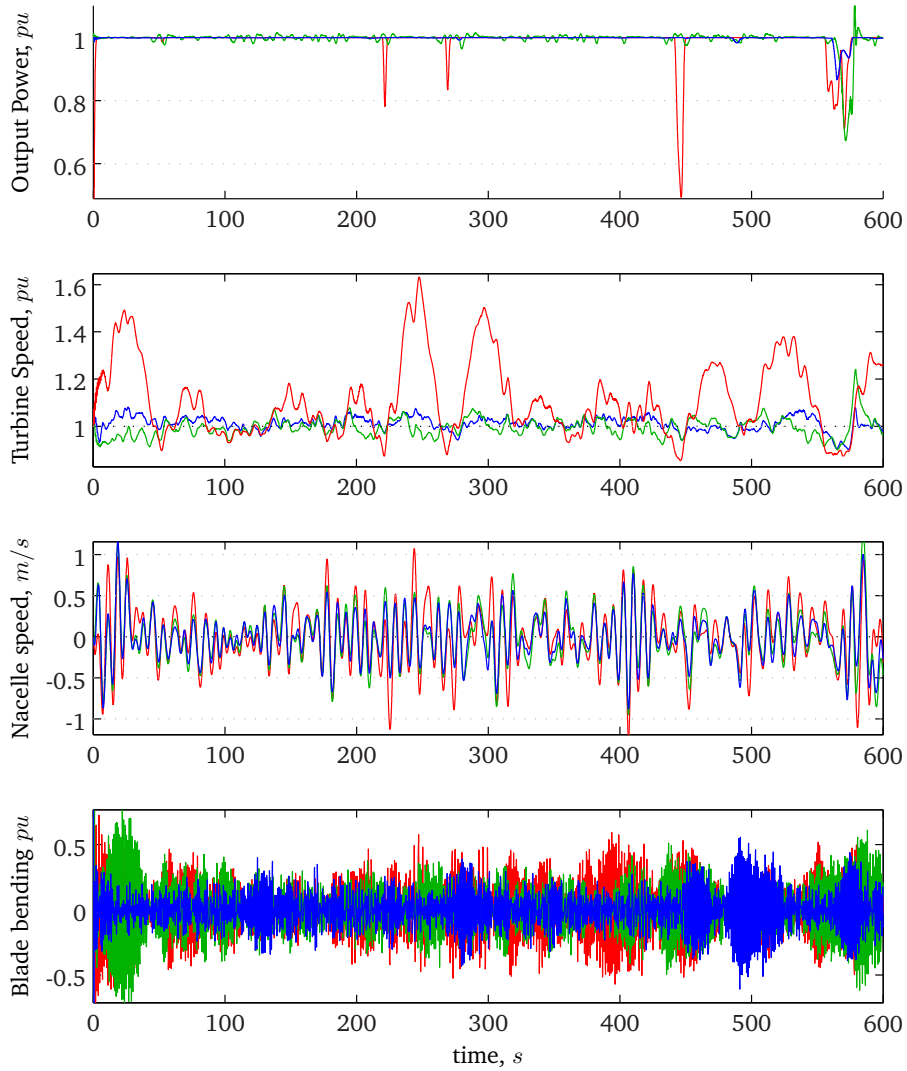 Output Power, pu
1
0.8
0.6
0 100 200 300 400 500 600
Turbine Speed, pu
1.6
1.4
1.2
1
0 100 200 300 400 500 600
Nacelle speed, m/s
1
0.5
0
-0.5
-1
0 100 200 300 400 500 600
Blade bending pu
0.5
0
-0.5
0 100 200 300 400 500 600
time, s